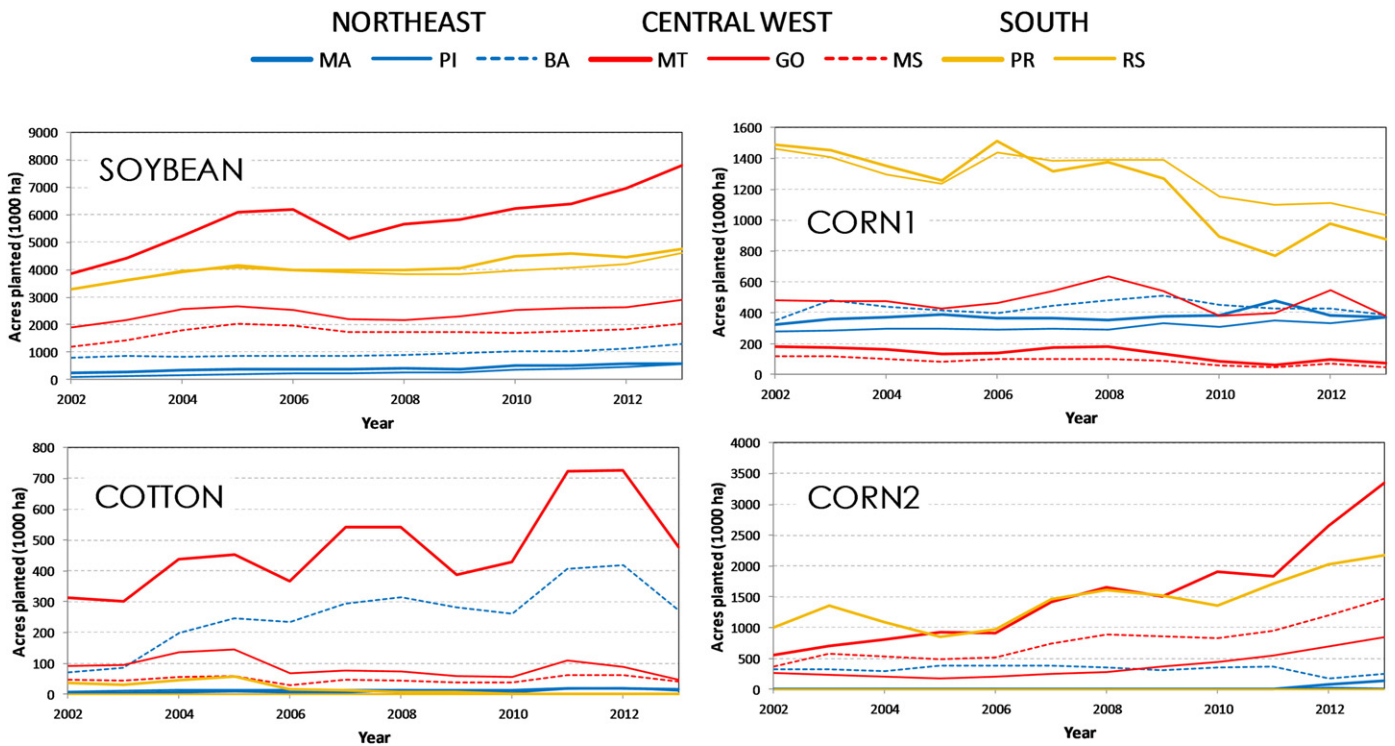 NORTHEAST CENTRAL WEST SOUTH
MA PI BA MT GO MS PR RS
SOYBEAN
Acres planted (1000 ha)
9000
8000
7000
6000
5000
4000
3000
2000
1000
0
2002 2004 2006 2008 2010 2012
Year
CORN1
Acres planted (1000 ha)
1600
1400
1200
1000
800
600
400
200
0
2002 2004 2006 2008 2010 2012
Year
COTTON
Acres planted (1000 ha)
800
700
600
500
400
300
200
100
0
2002 2004 2006 2008 2010 2012
Year
CORN2
Acres planted (1000 ha)
4000
3500
3000
2500
2000
1500
1000
500
0
2002 2004 2006 2008 2010 2012
Year